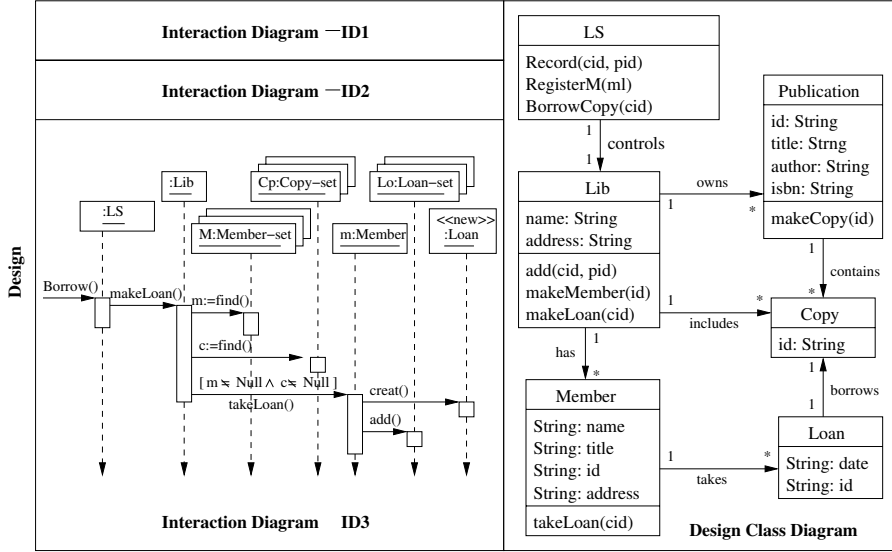 Design
Interaction Diagram —ID1
Interaction Diagram —ID2
:LS
:Lib
Cp:Copy−set
Lo:Loan−set
M:Member−set
m:Member
<<new>>
:Loan
Borrow()
makeLoan()
m:=find()
c:=find()
[ m ≠ Null ∧ c ≠ Null ]
takeLoan()
creat()
add()
Interaction Diagram ID3
LS
Record(cid, pid)
RegisterM(ml)
BorrowCopy(cid)
1
controls
1
Lib
name: String
address: String
add(cid, pid)
makeMember(id)
makeLoan(cid)
owns
1
*
Publication
id: String
title: Strng
author: String
isbn: String
makeCopy(id)
1
contains
*
1
*
includes
Copy
id: String
1
has
*
Member
String: name
String: title
String: id
String: address
takeLoan(cid)
1
borrows
1
1
*
takes
Loan
String: date
String: id
Design Class Diagram